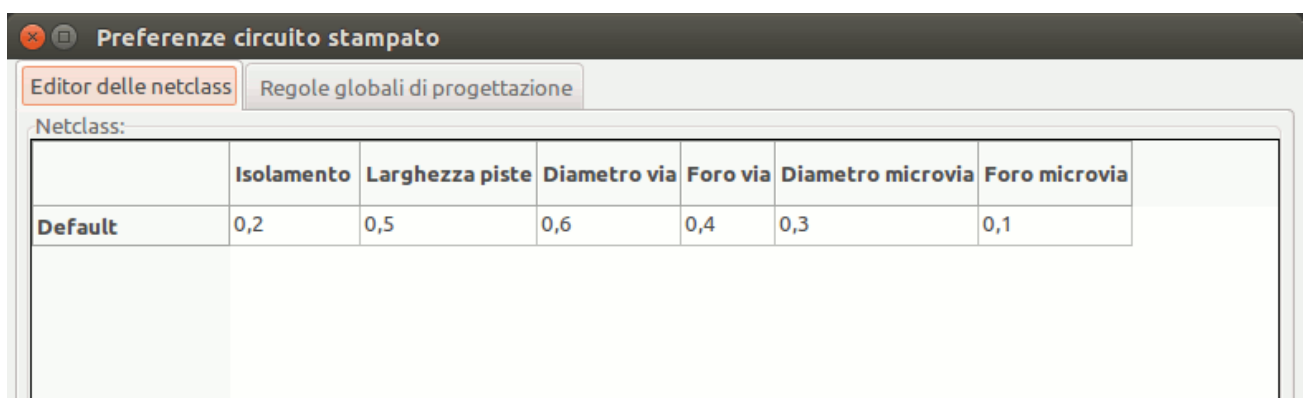 Preferenze circuito stampato
Editor delle netclass Regole globali di progettazione
Netclass:
Isolamento Larghezza piste Diametro via Foro via Diametro microvia Foro microvia
Default 0,2 0,5 0,6 0,4 0,3 0,1